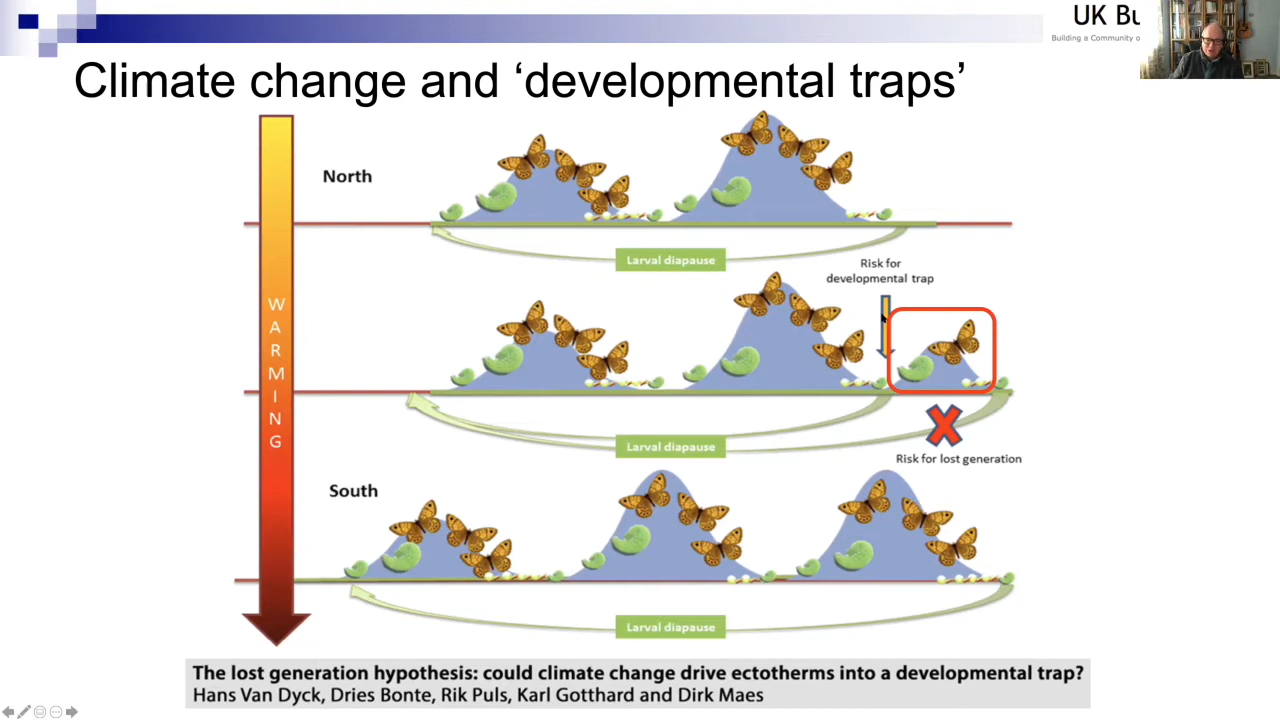 UK Bu
Building a Community o
Climate change and ‘developmental traps’
North
Larval diapause
Risk for
developmental trap
W
A
R
M
I
N
G
Larval diapause
Risk for lost generation
South
Larval diapause
The lost generation hypothesis: could climate change drive ectotherms into a developmental trap?
Hans Van Dyck, Dries Bonte, Rik Puls, Karl Gotthard and Dirk Maes